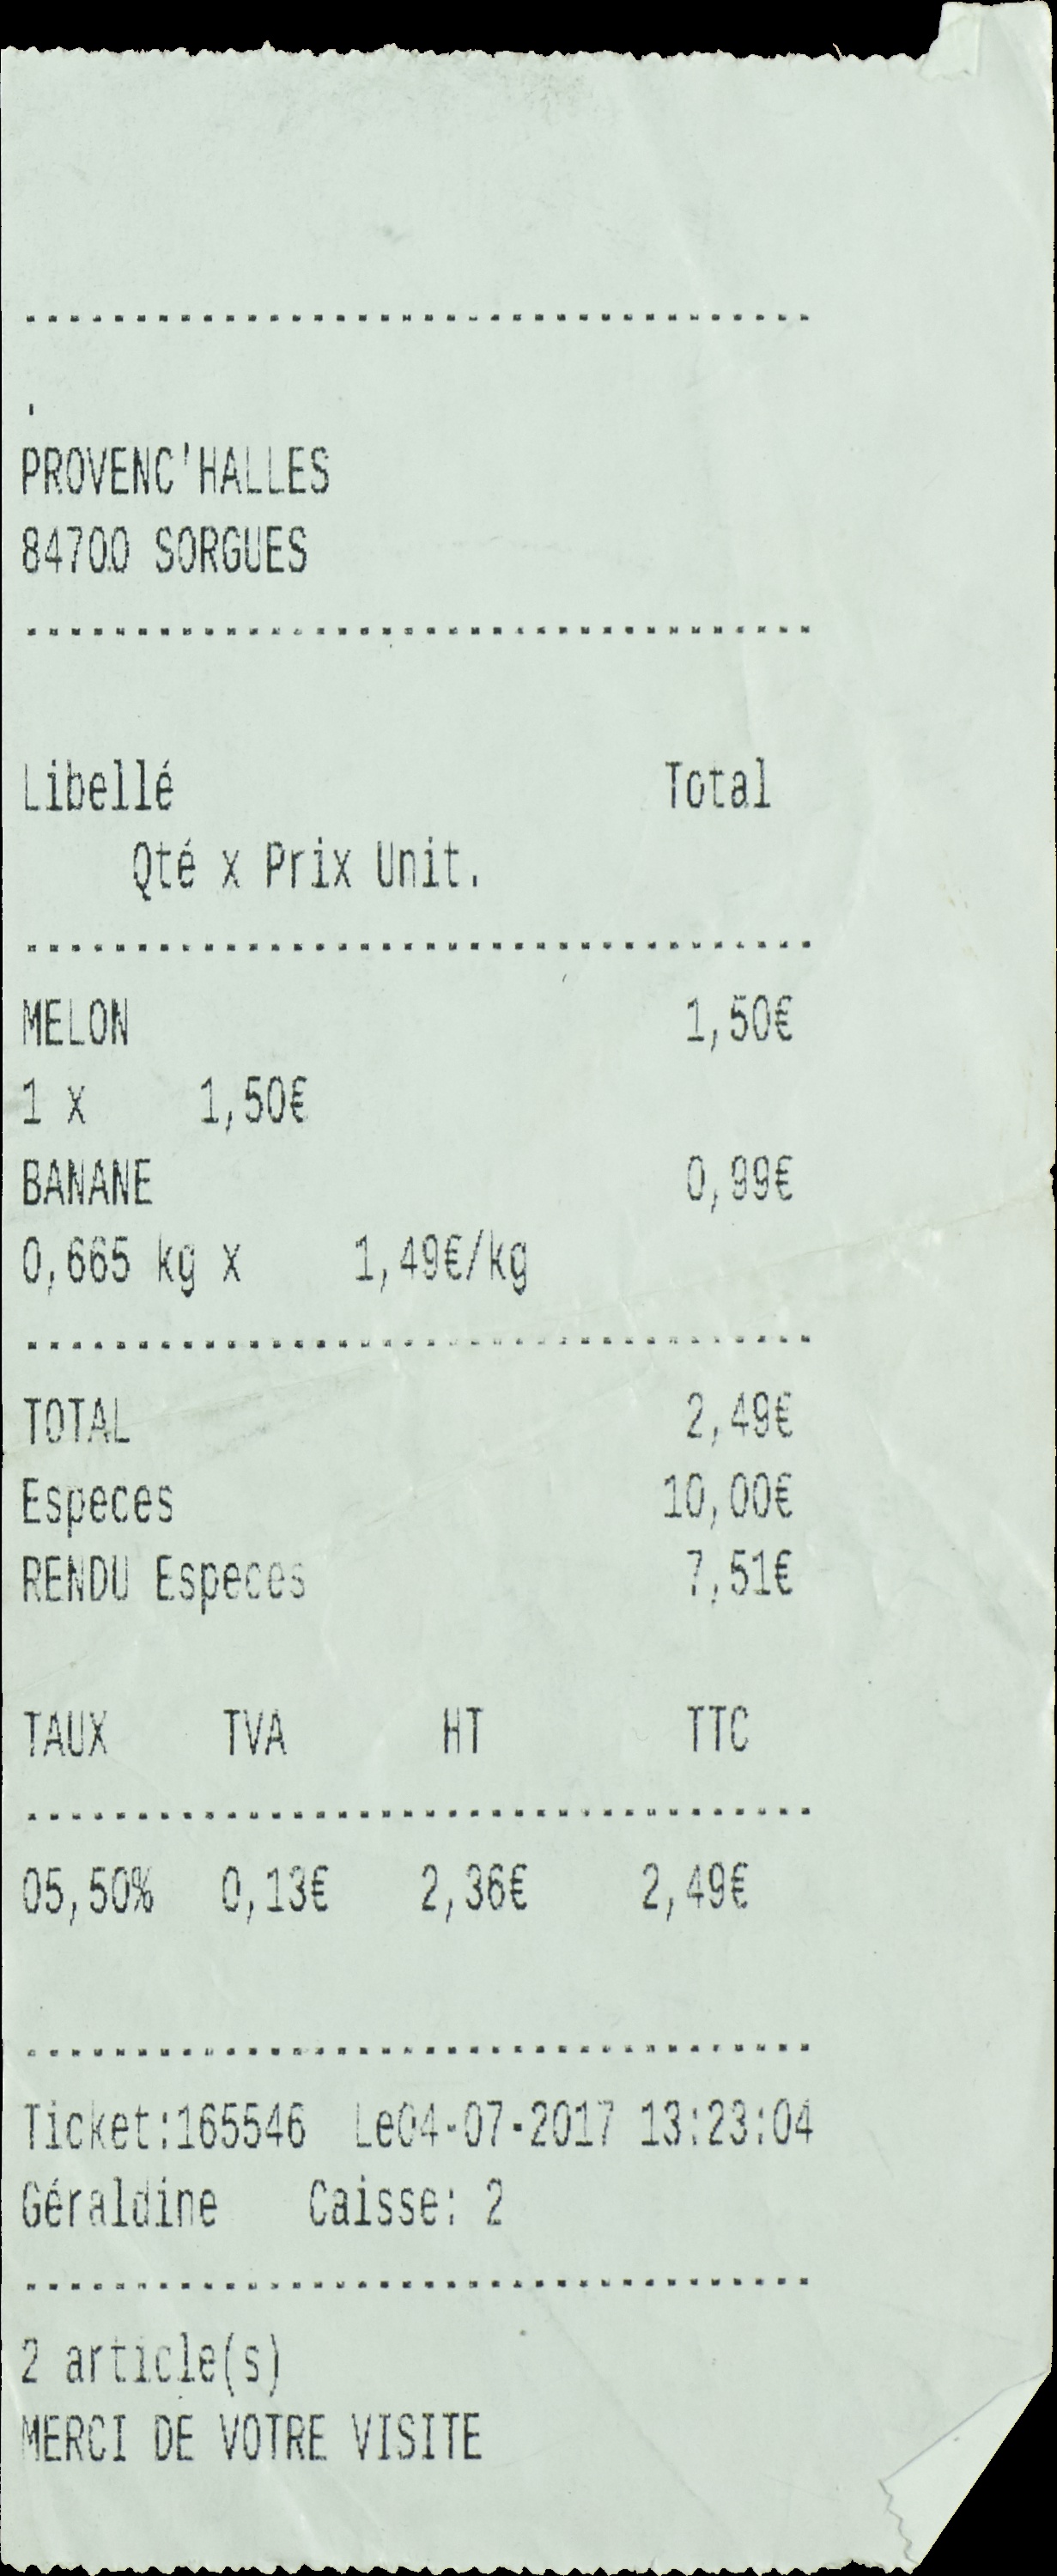 .
PROVENC'HALLES
84700 SORGUES
Libellé Total
Qté x Prix Unit.
MELON 1,50€
1 x 1,50€
BANANE 0,99€
0,665 kg x 1,49€/kg
TOTAL 2,49€
Especes 10,00€
RENDU Especes 7,51€
TAUX TVA HT TTC
05,50% 0,13€ 2,36€ 2,49€
Ticket:165546 Le04-07-2017 13:23:04
Géraldine Caisse: 2
2 article(s)
MERCI DE VOTRE VISITE